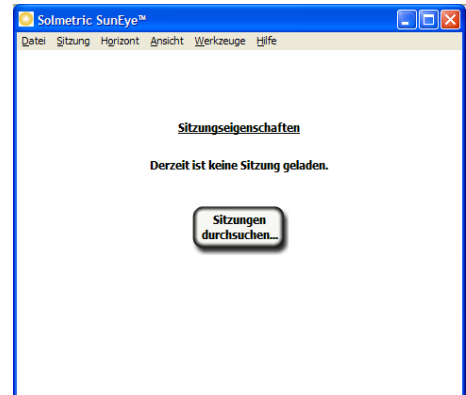 Solmetric SunEye™
Datei Sitzung Horizont Ansicht Werkzeuge Hilfe
Sitzungseigenschaften
Derzeit ist keine Sitzung geladen.
Sitzungen
durchsuchen...